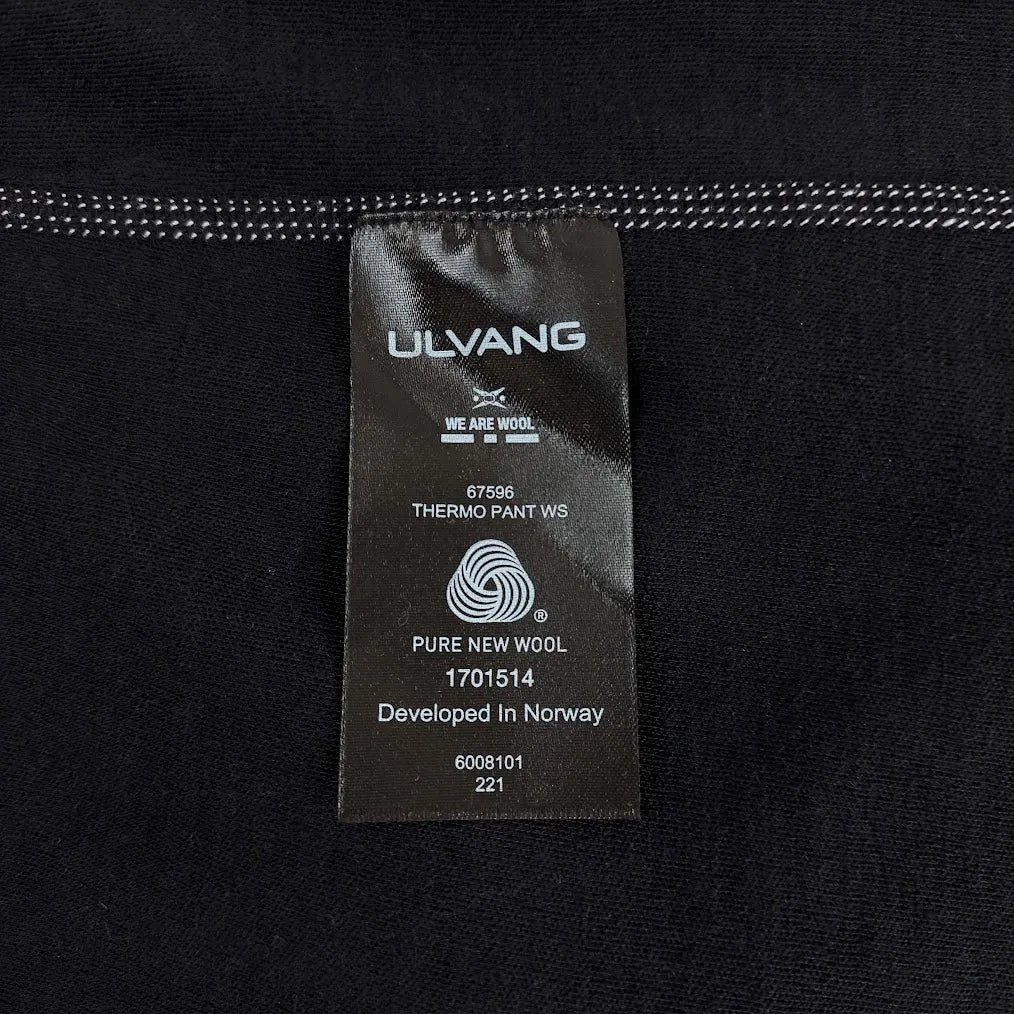 ULVANG
WE ARE WOOL
67596
THERMO PANT WS
®
PURE NEW WOOL
1701514
Developed In Norway
6008101
221